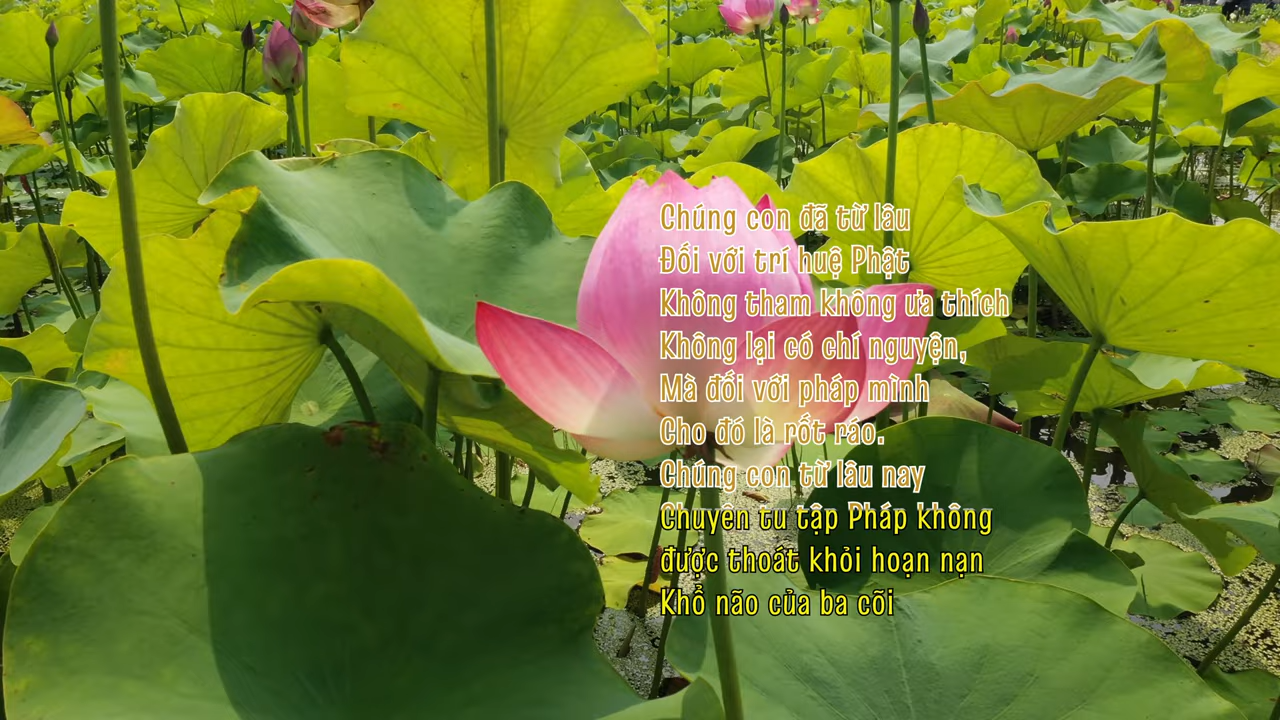 Chúng con đã từ lâu
Đối với trí huệ Phật
Không tham không ưa thích
Không lại có chí nguyện,
Mà đối với pháp mình
Cho đó là rốt ráo.
Chúng con từ lâu nay
Chuyên tu tập Pháp không
được thoát khỏi hoạn nạn
Khổ não của ba cõi